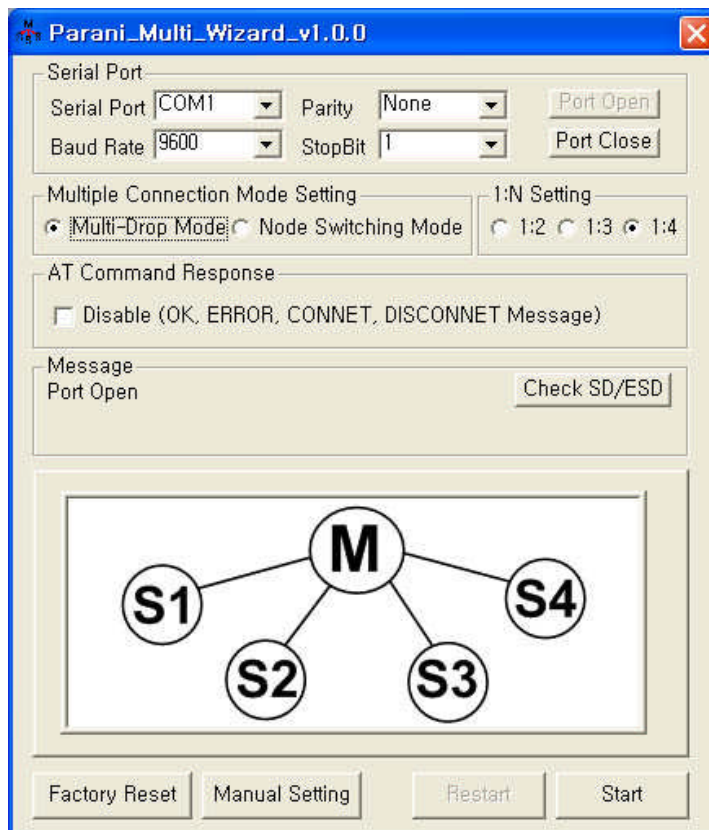 Parani_Multi_Wizard_v1.0.0
Serial Port
Serial Port COM1 Parity None Port Open
Baud Rate 9600 StopBit 1 Port Close
Multiple Connection Mode Setting 1:N Setting
Multi-Drop Mode Node Switching Mode 1:2 1:3 1:4
AT Command Response
Disable (OK, ERROR, CONNET, DISCONNET Message)
Message
Port Open Check SD/ESD
M
S1 S4
S2 S3
Factory Reset Manual Setting Restart Start